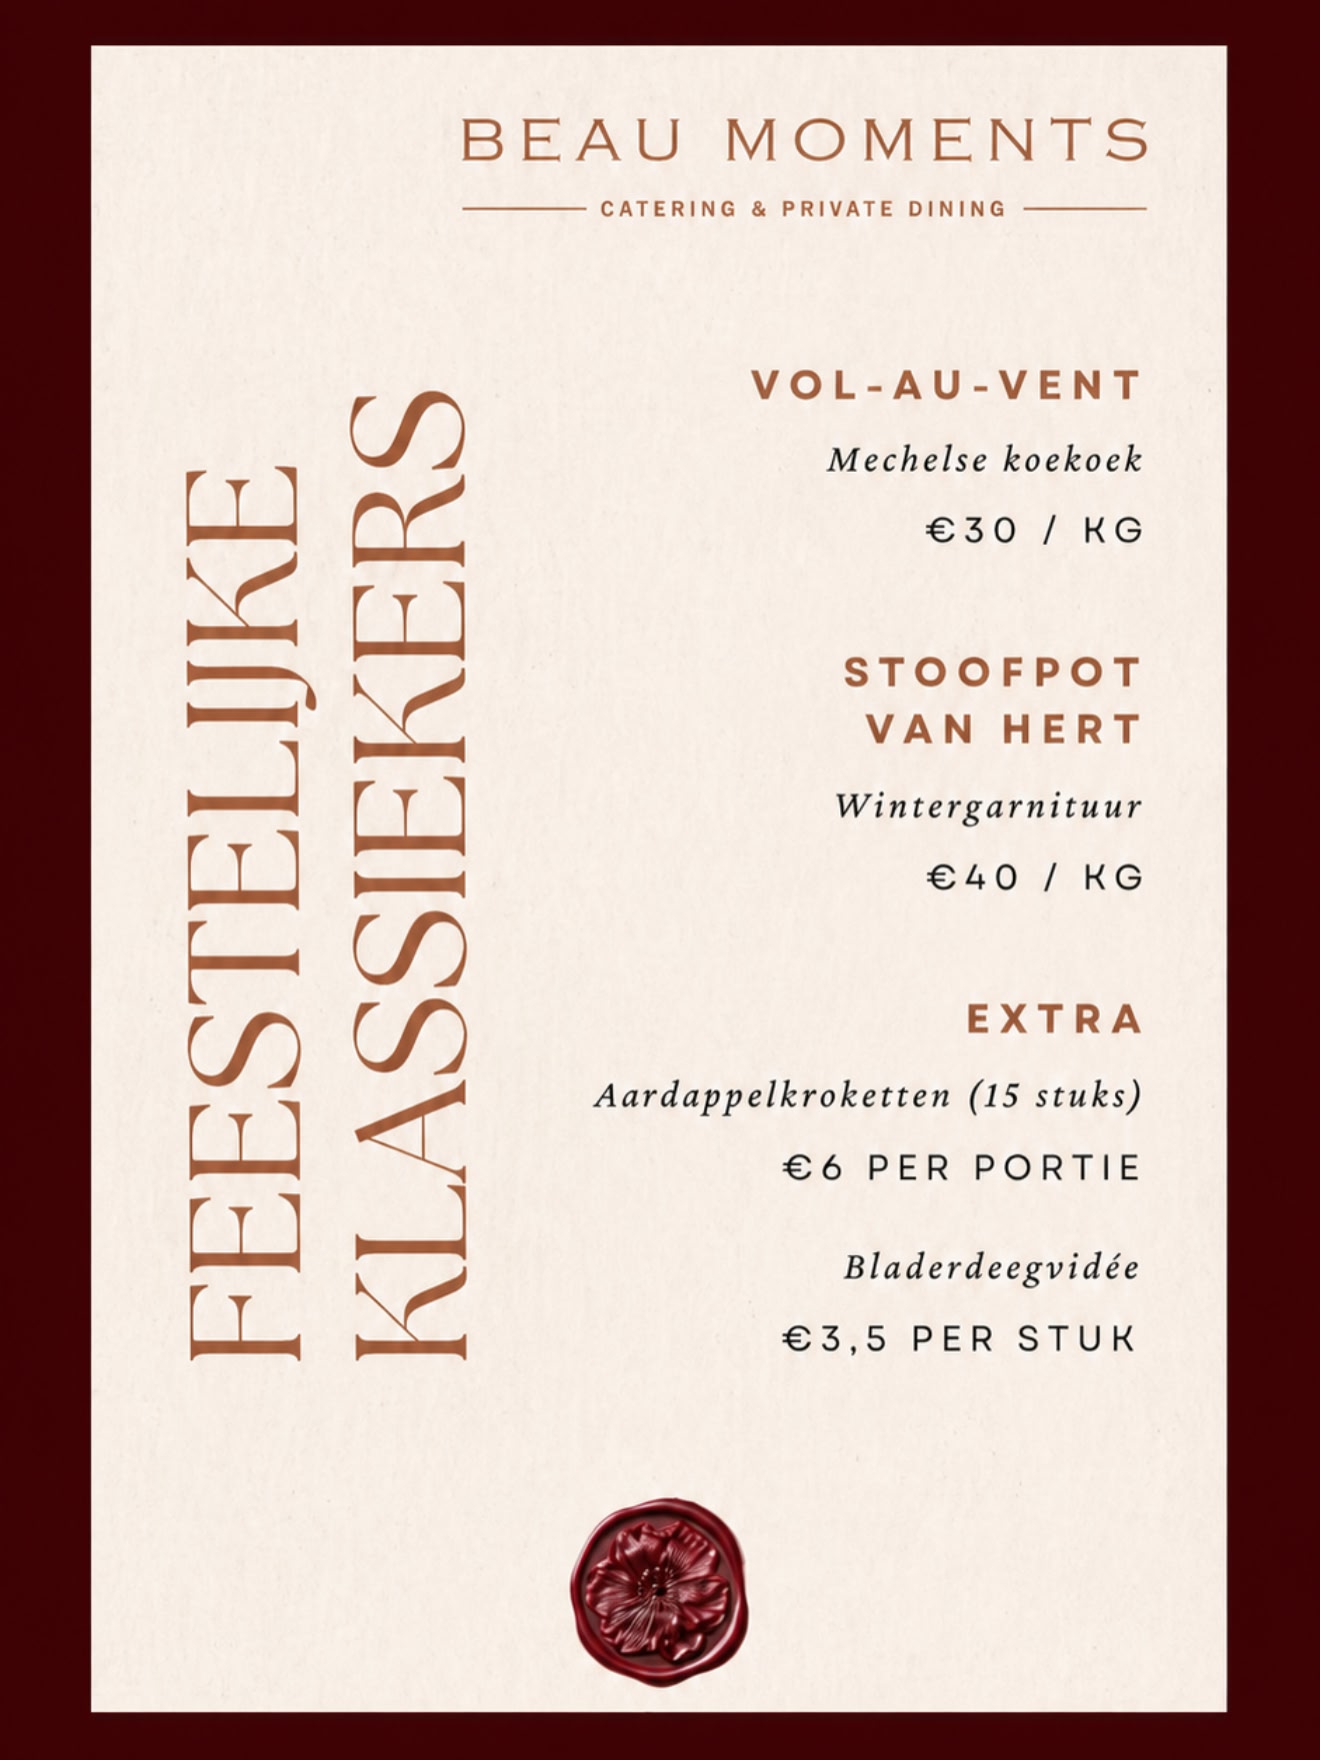 BEAU MOMENTS
CATERING & PRIVATE DINING
FEESTELIJKE
KLASSIEKERS
VOL-AU-VENT
Mechelse koekoek
€30 / KG
STOOFPOT
VAN HERT
Wintergarnituur
€40 / KG
EXTRA
Aardappelkroketten (15 stuks)
€6 PER PORTIE
Bladerdeegvidée
€3,5 PER STUK